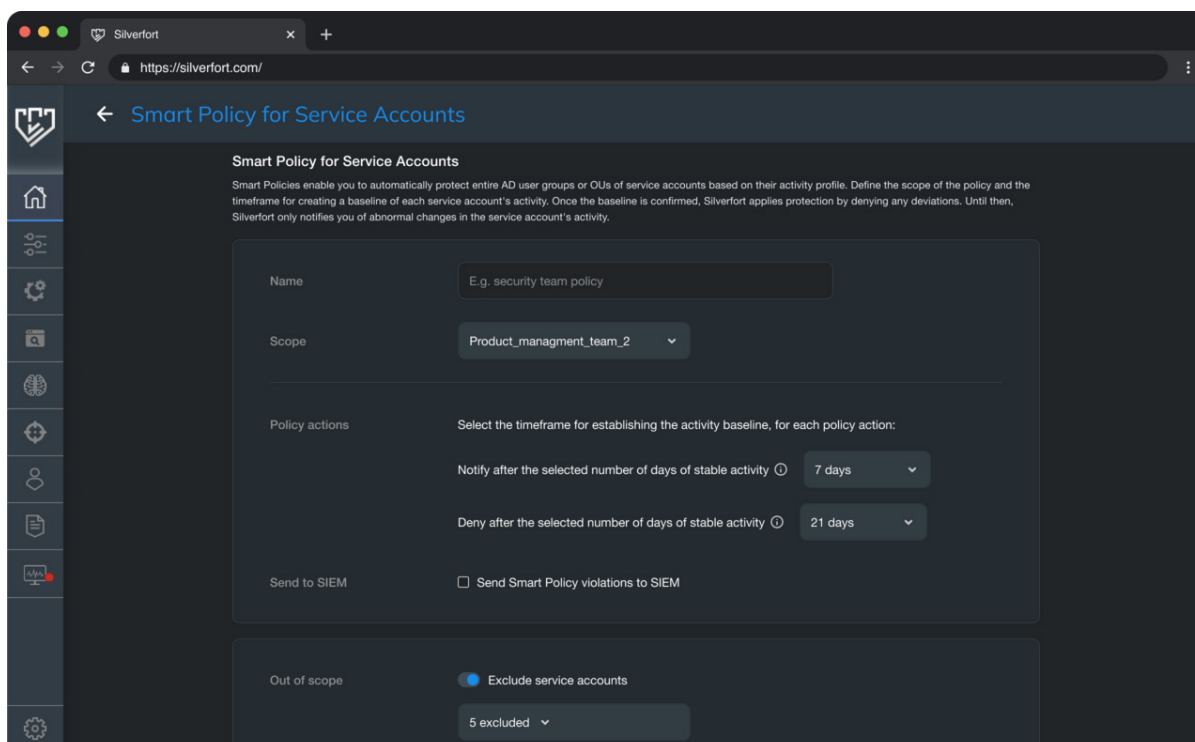 Silverfort
https://silverfort.com/
Smart Policy for Service Accounts
Smart Policy for Service Accounts
Smart Policies enable you to automatically protect entire AD user groups or OUs of service accounts based on their activity profile. Define the scope of the policy and the
timeframe for creating a baseline of each service account's activity. Once the baseline is confirmed, Silverfort applies protection by denying any deviations. Until then,
Silverfort only notifies you of abnormal changes in the service account's activity.
Name
E.g. security team policy
Scope
Product_managment_team_2
Policy actions
Select the timeframe for establishing the activity baseline, for each policy action:
Notify after the selected number of days of stable activity
7 days
Deny after the selected number of days of stable activity
21 days
Send to SIEM
Send Smart Policy violations to SIEM
Out of scope
Exclude service accounts
5 excluded